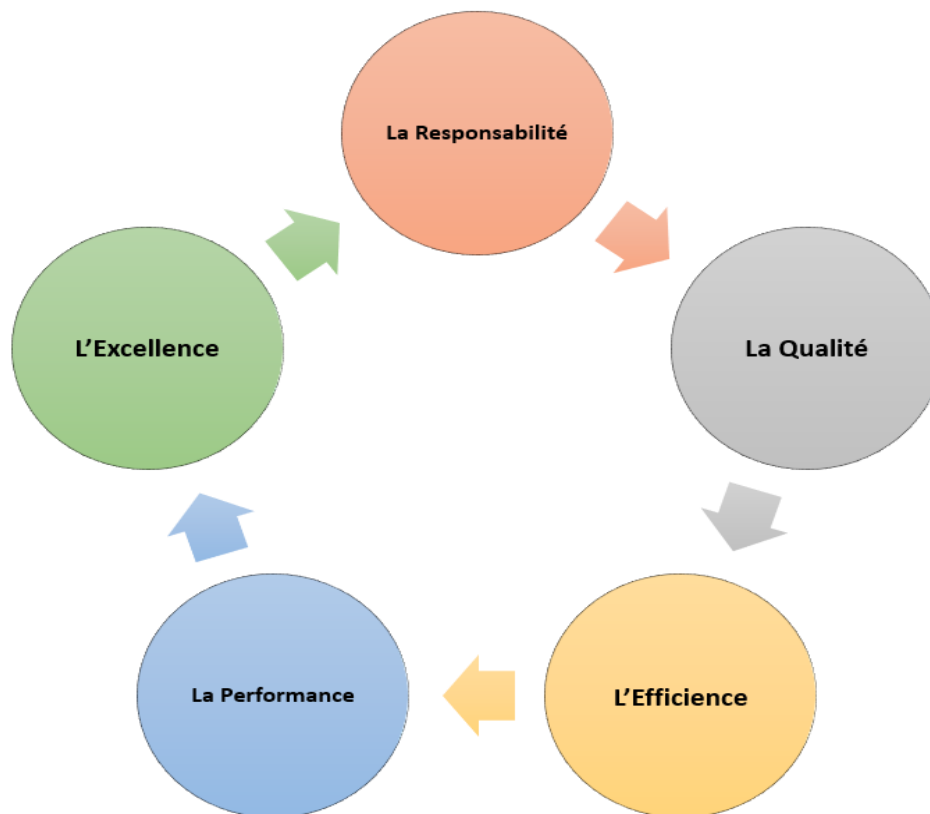 La Responsabilité
La Qualité
L’Efficience
La Performance
L’Excellence